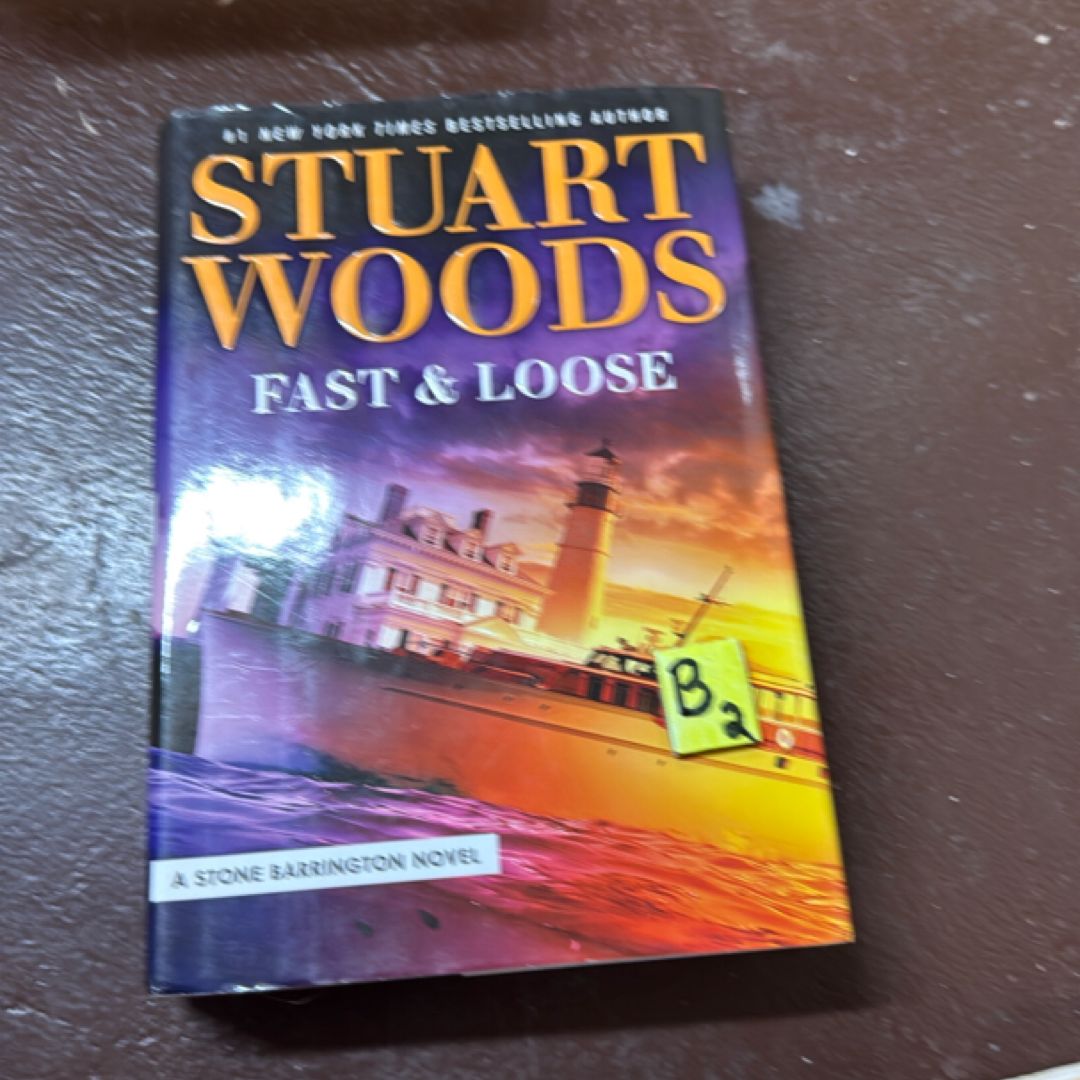 #1 NEW YORK TIMES BESTSELLING AUTHOR
STUART
WOODS
FAST & LOOSE
B2
A STONE BARRINGTON NOVEL